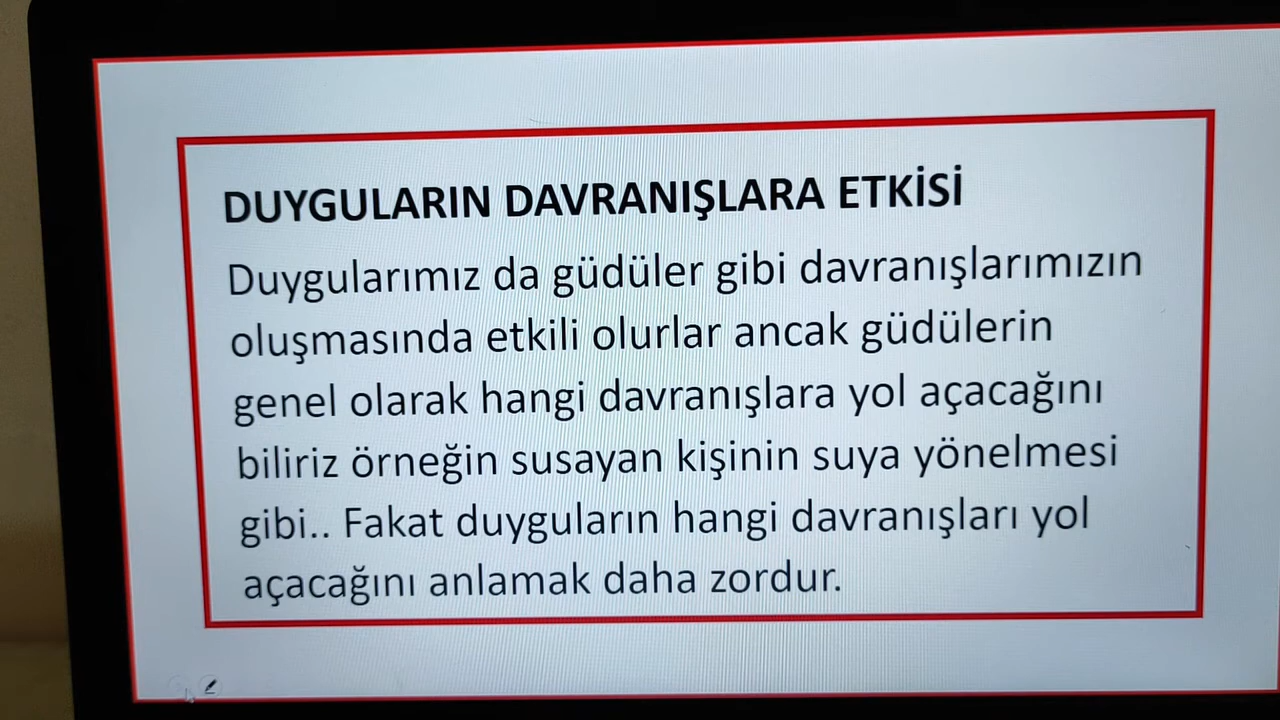 DUYGULARIN DAVRANIŞLARA ETKİSİ
Duygularımız da güdüler gibi davranışlarımızın
oluşmasında etkili olurlar ancak güdülerin
genel olarak hangi davranışlara yol açacağını
biliriz örneğin susayan kişinin suya yönelmesi
gibi.. Fakat duyguların hangi davranışları yol
açacağını anlamak daha zordur.